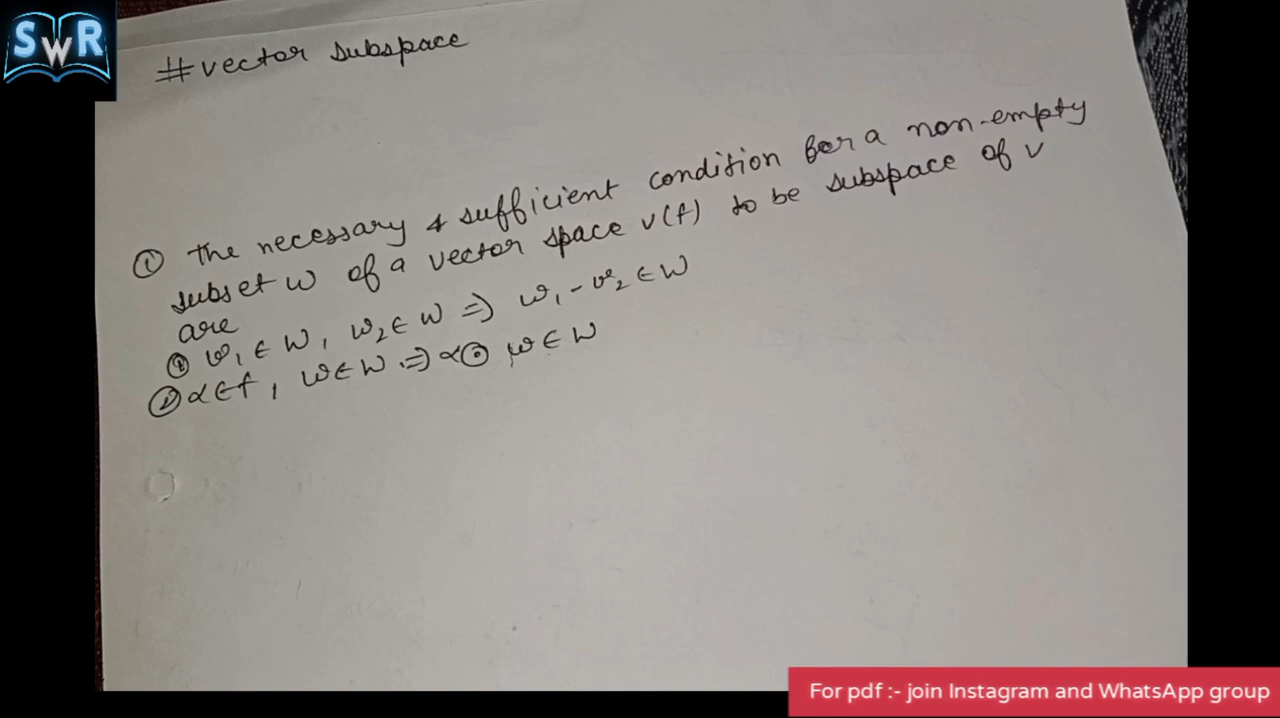 SWR
# vector subspace
① The necessary & sufficient condition for a non-empty
subset W of a vector space V(f) to be subspace of V
are
① w₁ ∈ W, w₂ ∈ W ⇒ w₁ - w₂ ∈ W
② α ∈ f, w ∈ W ⇒ α ⊙ w ∈ W
For pdf :- join Instagram and WhatsApp group